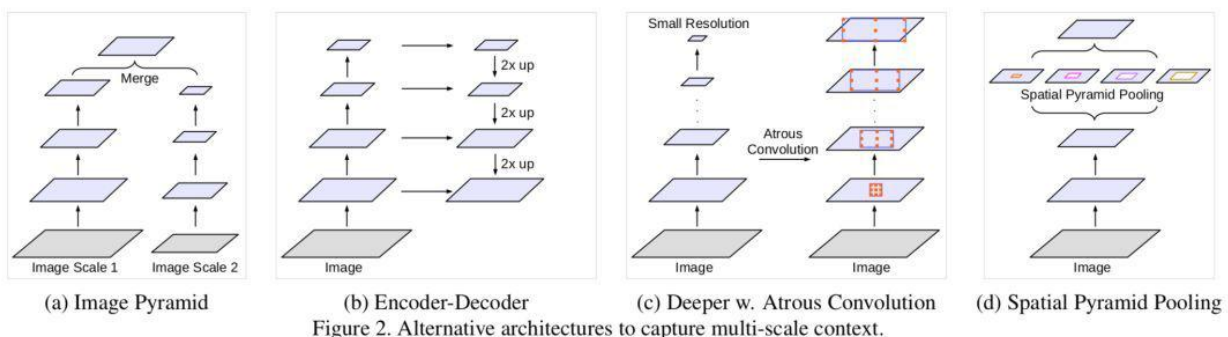 Merge
Image Scale 1
Image Scale 2
(a) Image Pyramid
2x up
2x up
2x up
Image
(b) Encoder-Decoder
Small Resolution
Atrous
Convolution
Image
Image
(c) Deeper w. Atrous Convolution
Spatial Pyramid Pooling
Image
(d) Spatial Pyramid Pooling
Figure 2. Alternative architectures to capture multi-scale context.